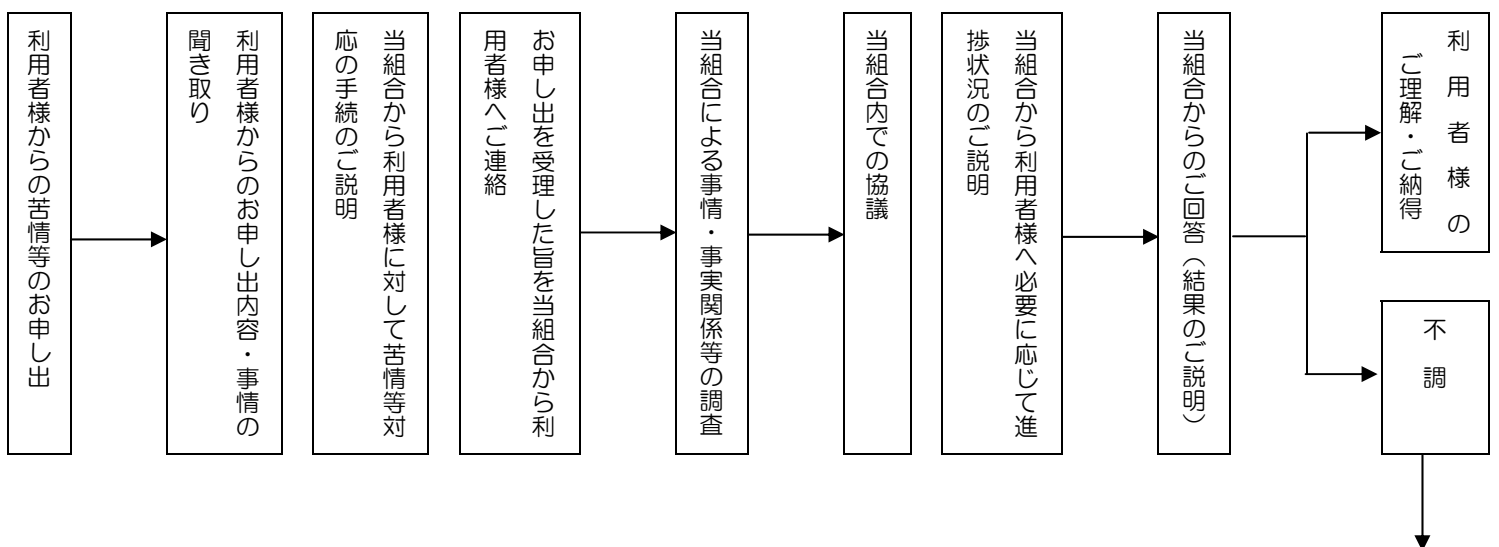 利用者様からの苦情等のお申し出
利用者様からのお申し出内容・事情の
聞き取り
当組合から利用者様に対して苦情等対
応の手続のご説明
お申し出を受理した旨を当組合から利
用者様へご連絡
当組合による事情・事実関係等の調査
当組合内での協議
当組合から利用者様へ必要に応じて進
捗状況のご説明
当組合からのご回答（結果のご説明）
利用者様の
ご理解・ご納得
不調